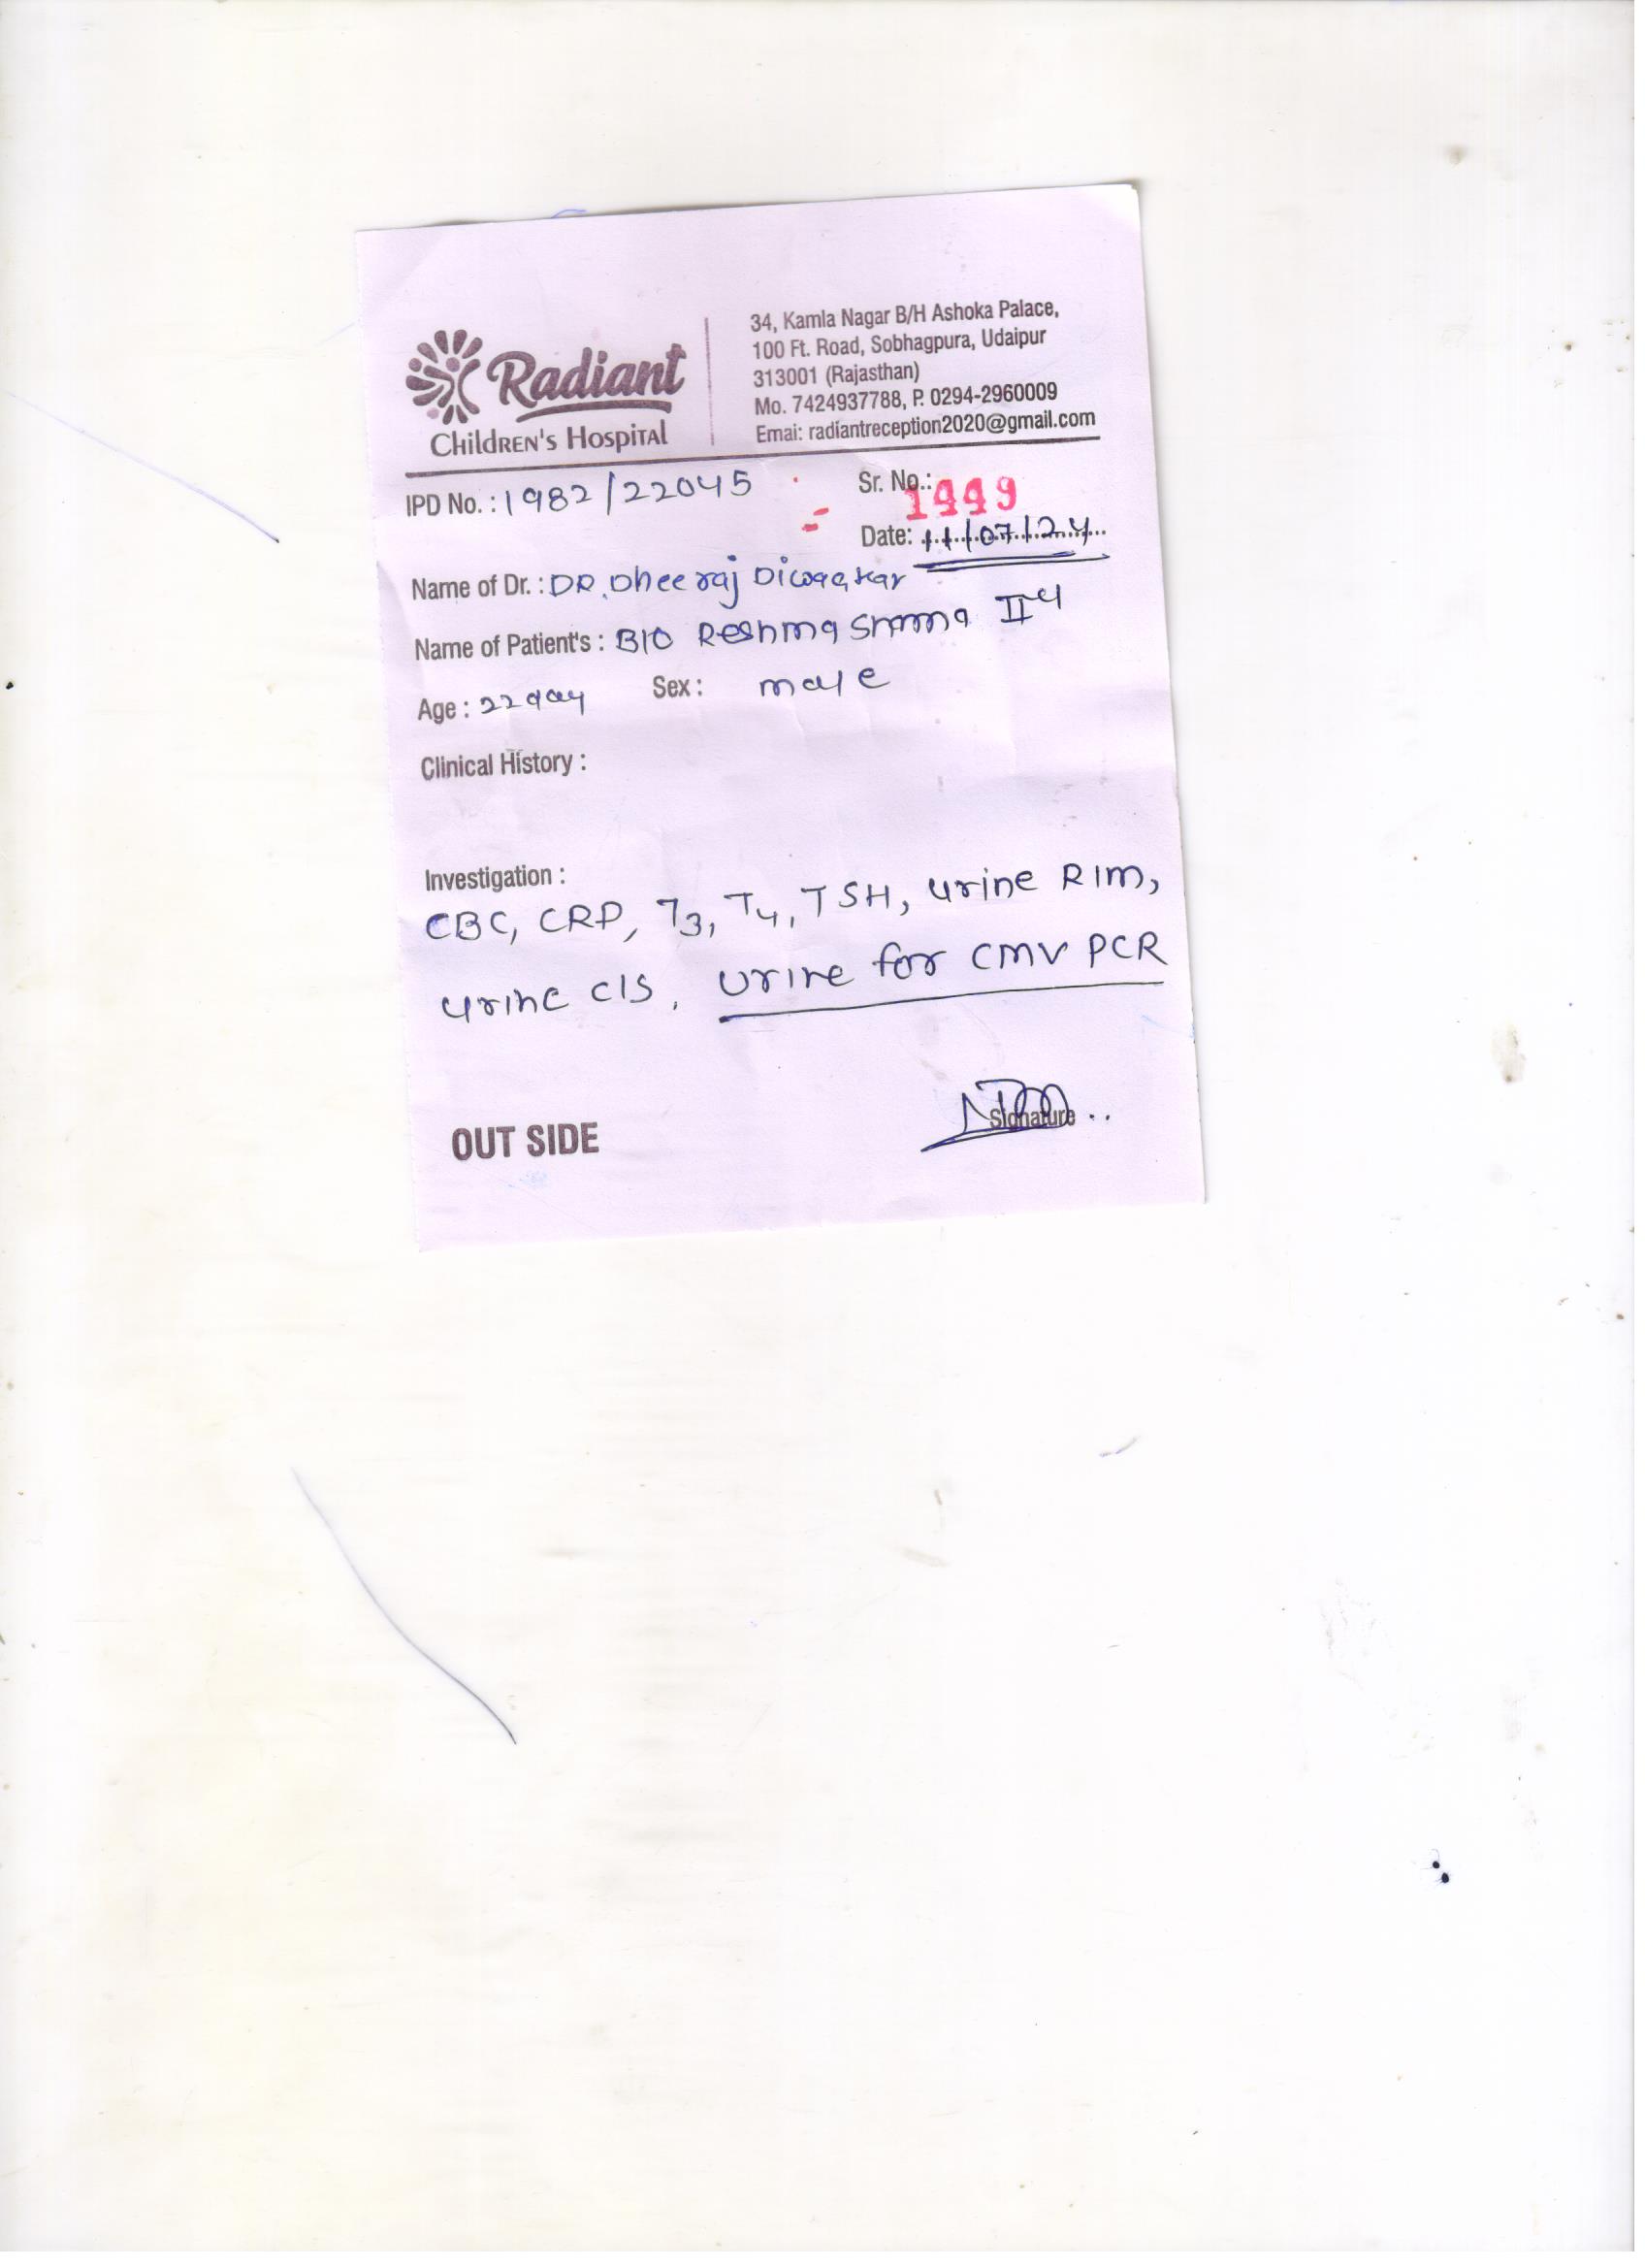 Radiant
Children's Hospital
34, Kamla Nagar B/H Ashoka Palace,
100 Ft. Road, Sobhagpura, Udaipur
313001 (Rajasthan)
Mo. 7424937788, P. 0294-2960009
Emai: radiantreception2020@gmail.com
IPD No. : 1982/22045
Sr. No.: 1449
Date: 11/07/24
Name of Dr. : DR. Dheeraj Diwaakar
Name of Patient's : B/O Reshma II
Age : 22 day Sex : male
Clinical History :
Investigation :
CBC, CRP, T3, T4, TSH, urine R/m,
urine C/S, urine for CMV PCR
Signature
OUT SIDE